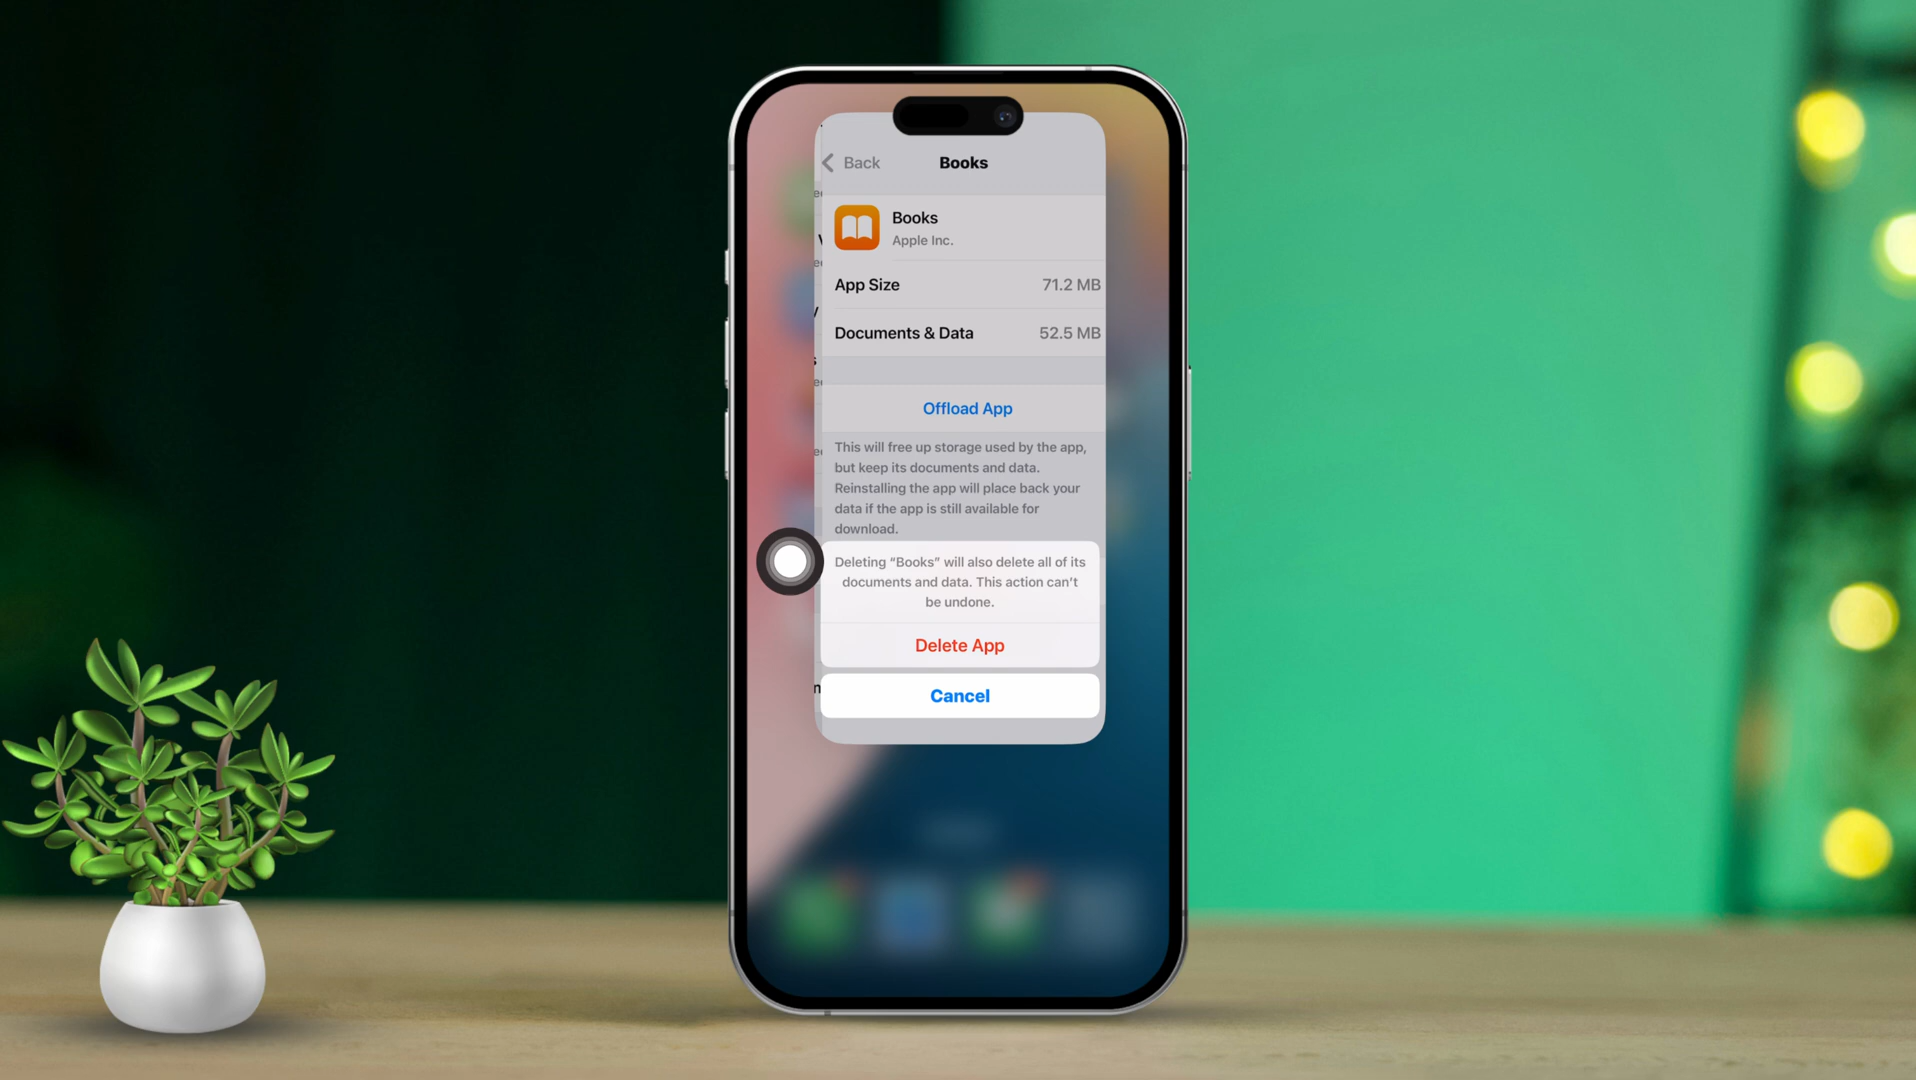 Back
Books
Books
Apple Inc.
App Size
71.2 MB
Documents & Data
52.5 MB
Offload App
This will free up storage used by the app,
but keep its documents and data.
Reinstalling the app will place back your
data if the app is still available for
download.
Deleting “Books” will also delete all of its
documents and data. This action can’t
be undone.
Delete App
Cancel